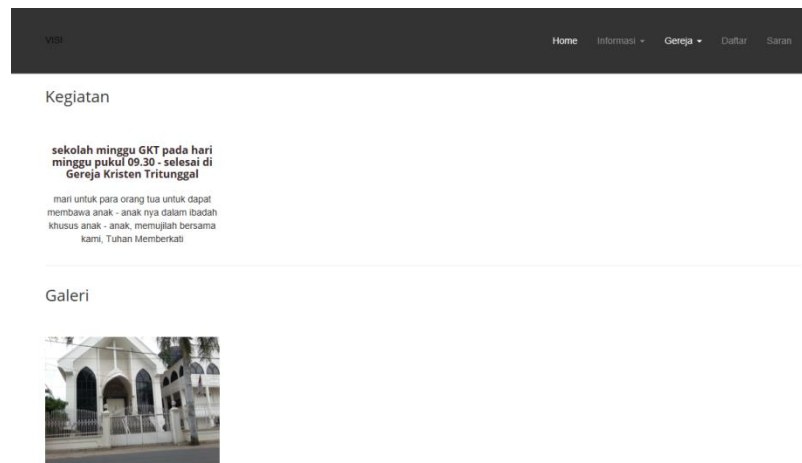 VISI
Home Informasi Gereja Daftar Saran
Kegiatan
sekolah minggu GKT pada hari
minggu pukul 09.30 - selesai di
Gereja Kristen Tritunggal
mari untuk para orang tua untuk dapat
membawa anak - anak nya dalam ibadah
khusus anak - anak, memujilah bersama
kami, Tuhan Memberkati
Galeri